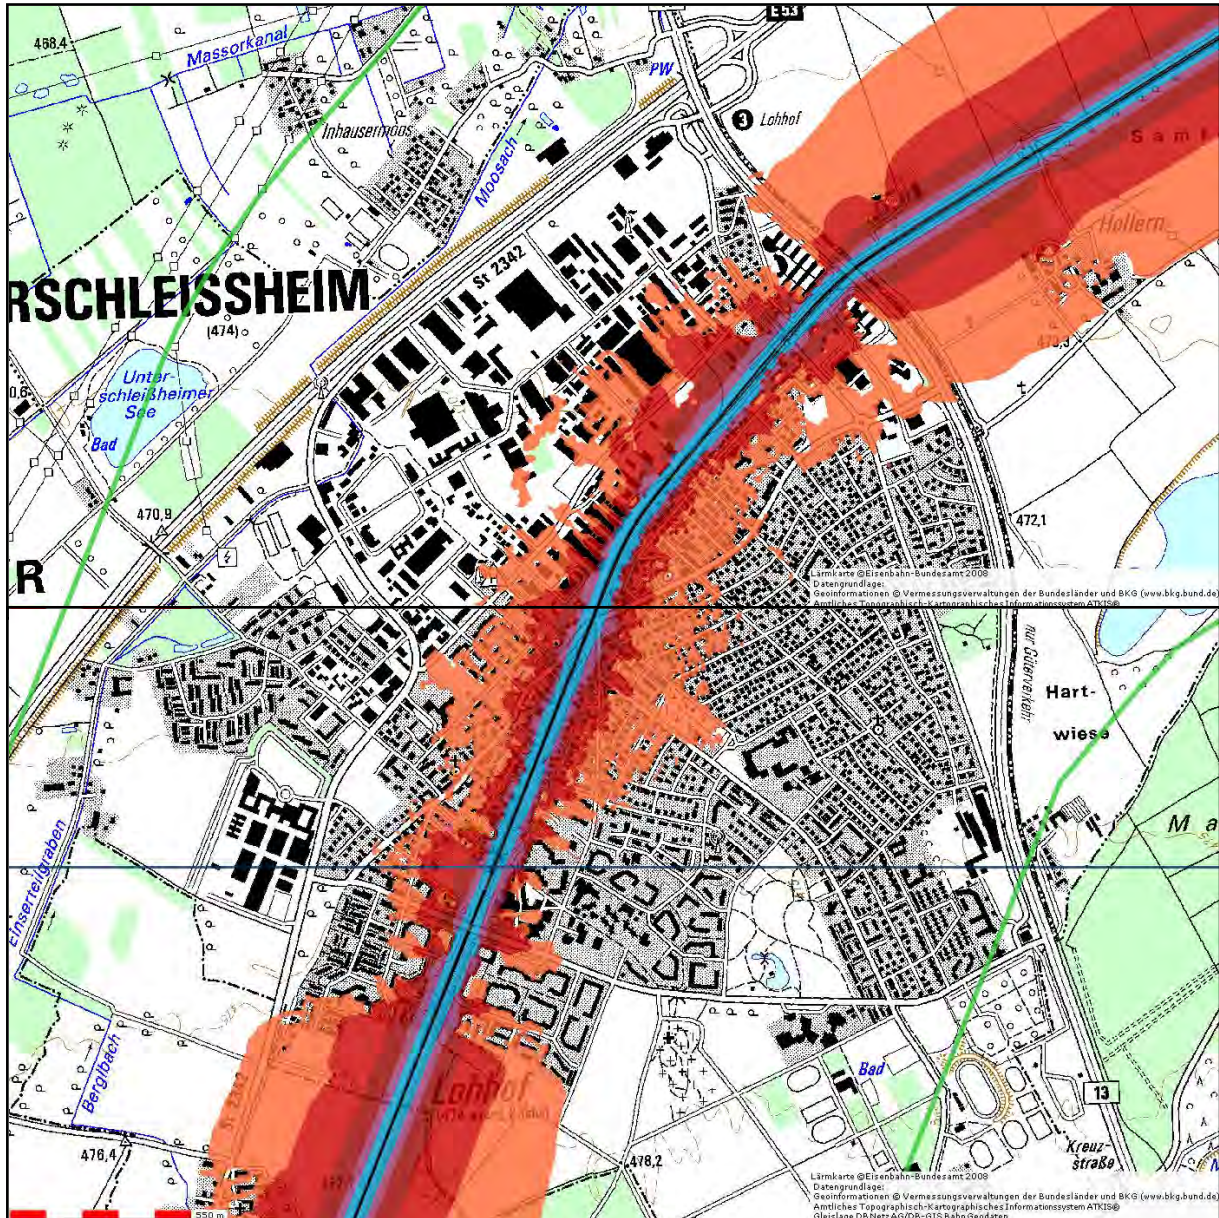 E53
468,4
Massorkanal
PW
3 Lohhof
Inhausermoos
Moosach
St 2342
Hollern
RSCHLEISSHEIM
(474)
Unter-
schleißheimer
See
Bad
470,9
472,1
R
Lärmkarte ©Eisenbahn-Bundesamt 2008
Datengrundlage:
Geoinformationen © Vermessungsverwaltungen der Bundesländer und BKG (www.bkg.bund.de)
Amtliches Topographisch-Kartographisches Informationssystem ATKIS®
nur Güterverkehr
Hart-
wiese
Ma
Einserteilgraben
Berglbach
Lohhof
Bad
13
Kreuz-
straße
476,4
478,2
550 m
Lärmkarte ©Eisenbahn-Bundesamt 2008
Datengrundlage:
Geoinformationen © Vermessungsverwaltungen der Bundesländer und BKG (www.bkg.bund.de)
Amtliches Topographisch-Kartographisches Informationssystem ATKIS®
Gleislage DB Netz AG/DB-GIS Bahn Geodaten